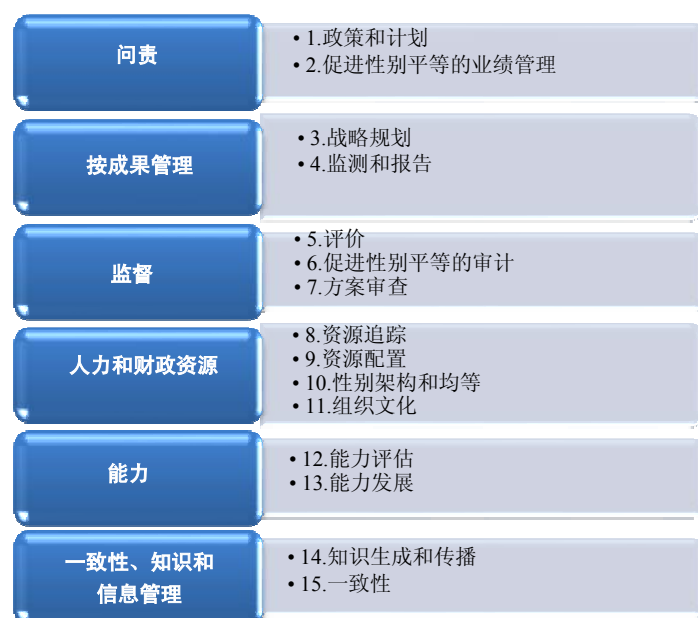 问责
• 1.政策和计划
• 2.促进性别平等的业绩管理
按成果管理
• 3.战略规划
• 4.监测和报告
监督
• 5.评价
• 6.促进性别平等的审计
• 7.方案审查
人力和财政资源
• 8.资源追踪
• 9.资源配置
• 10.性别架构和均等
• 11.组织文化
能力
• 12.能力评估
• 13.能力发展
一致性、知识和
信息管理
• 14.知识生成和传播
• 15.一致性